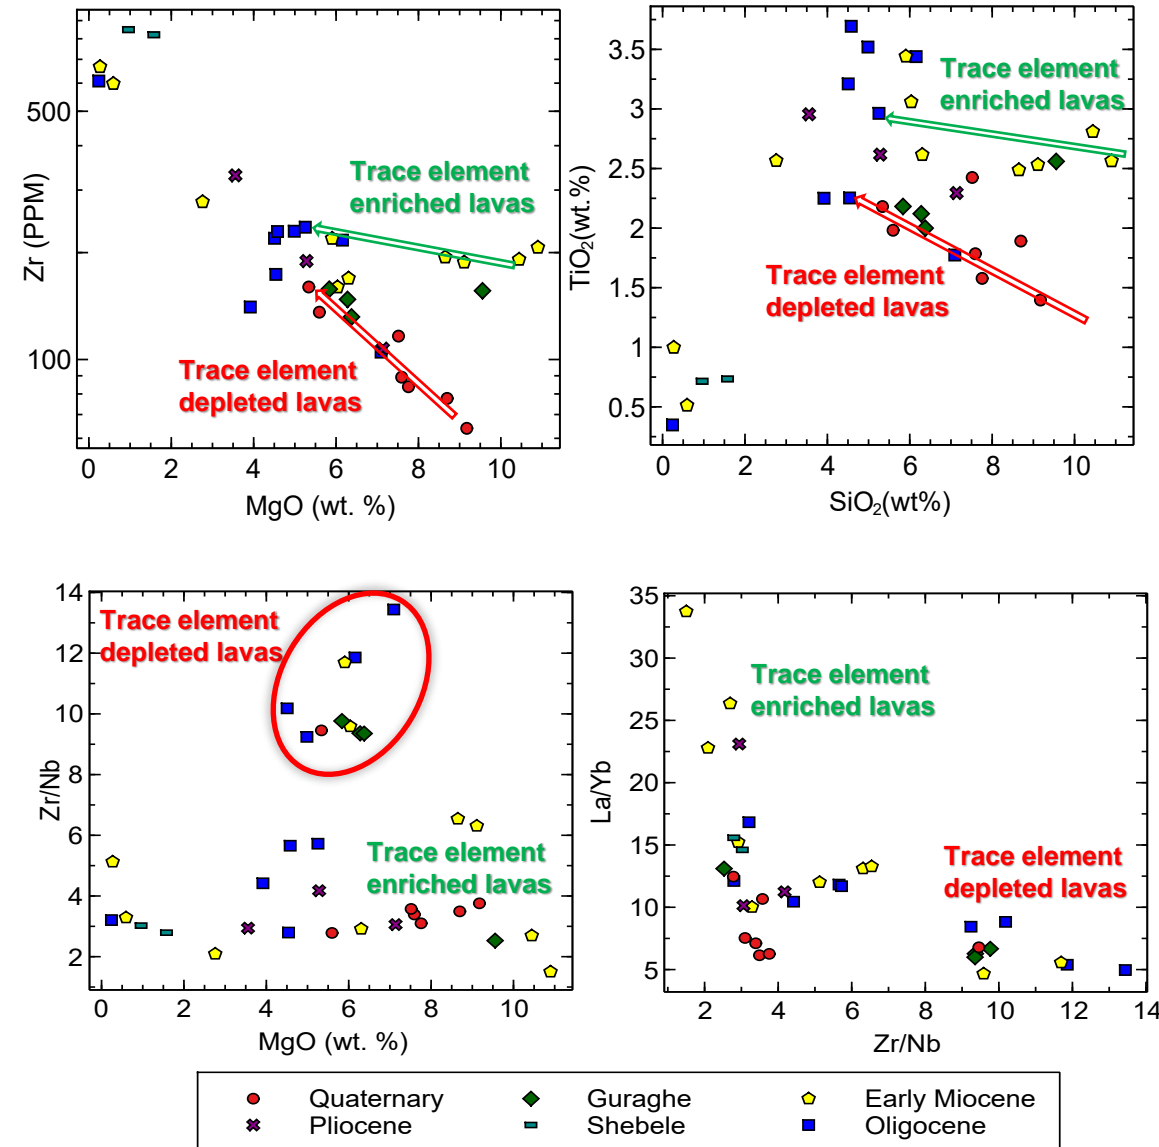 500
100
Zr (PPM)
Trace element
enriched lavas
Trace element
depleted lavas
0 2 4 6 8 10
MgO (wt. %)
3.5
3
2.5
2
1.5
1
0.5
TiO₂(wt.%)
Trace element
enriched lavas
Trace element
depleted lavas
0 2 4 6 8 10
SiO₂(wt%)
14
12
10
8
6
4
2
Zr/Nb
Trace element
depleted lavas
Trace element
enriched lavas
0 2 4 6 8 10
MgO (wt. %)
35
30
25
20
15
10
5
La/Yb
Trace element
enriched lavas
Trace element
depleted lavas
2 4 6 8 10 12 14
Zr/Nb
Quaternary Guraghe Early Miocene
Pliocene Shebele Oligocene